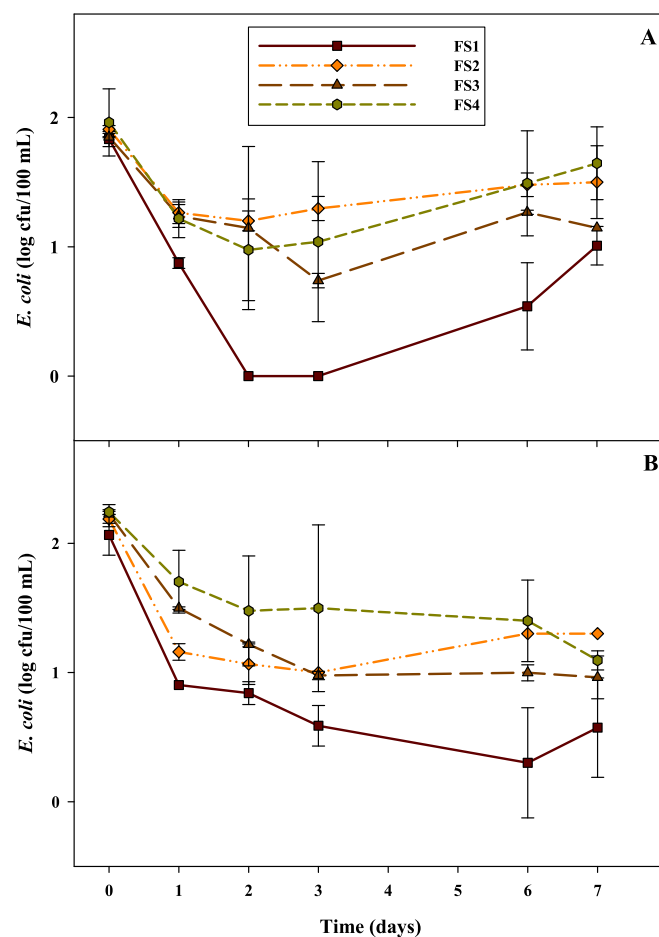 A
FS1
FS2
FS3
FS4
2
1
0
E. coli (log cfu/100 mL)
B
2
1
0
E. coli (log cfu/100 mL)
0 1 2 3 4 5 6 7
Time (days)